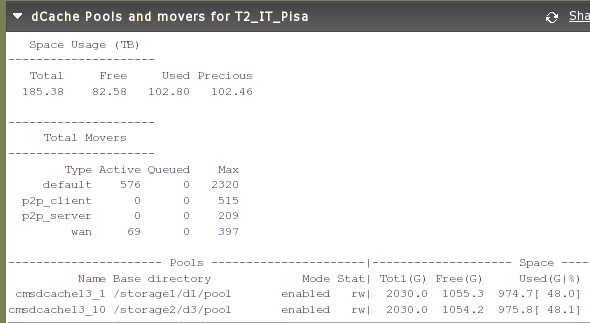 dCache Pools and movers for T2_IT_Pisa Sha
Space Usage (TB)
---------------------
Total Free Used Precious
185.38 82.58 102.80 102.46
---------------------
Total Movers
---------------------
Type Active Queued Max
default 576 0 2320
p2p_client 0 0 515
p2p_server 0 0 209
wan 69 0 397
---------------------- Pools ----------------------|--------------------- Space ----
Name Base directory Mode Stat| Totl(G) Free(G) Used(G|%)
cmsdcache13_1 /storage1/d1/pool enabled rw| 2030.0 1055.3 974.7[ 48.0]
cmsdcache13_10 /storage2/d3/pool enabled rw| 2030.0 1054.2 975.8[ 48.1]